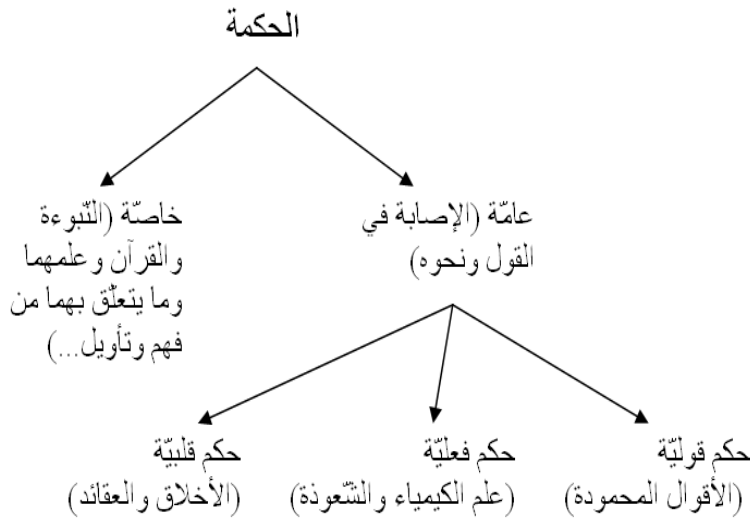 الحكمة
عامّة (الإصابة في
القول ونحوه)
خاصّة (النّبوءة
والقرآن وعلمهما
وما يتعلّق بهما من
فهم وتأويل...)
حكم قوليّة
(الأقوال المحمودة)
حكم فعليّة
(علم الكيمياء والشّعوذة)
حكم قلبيّة
(الأخلاق والعقائد)